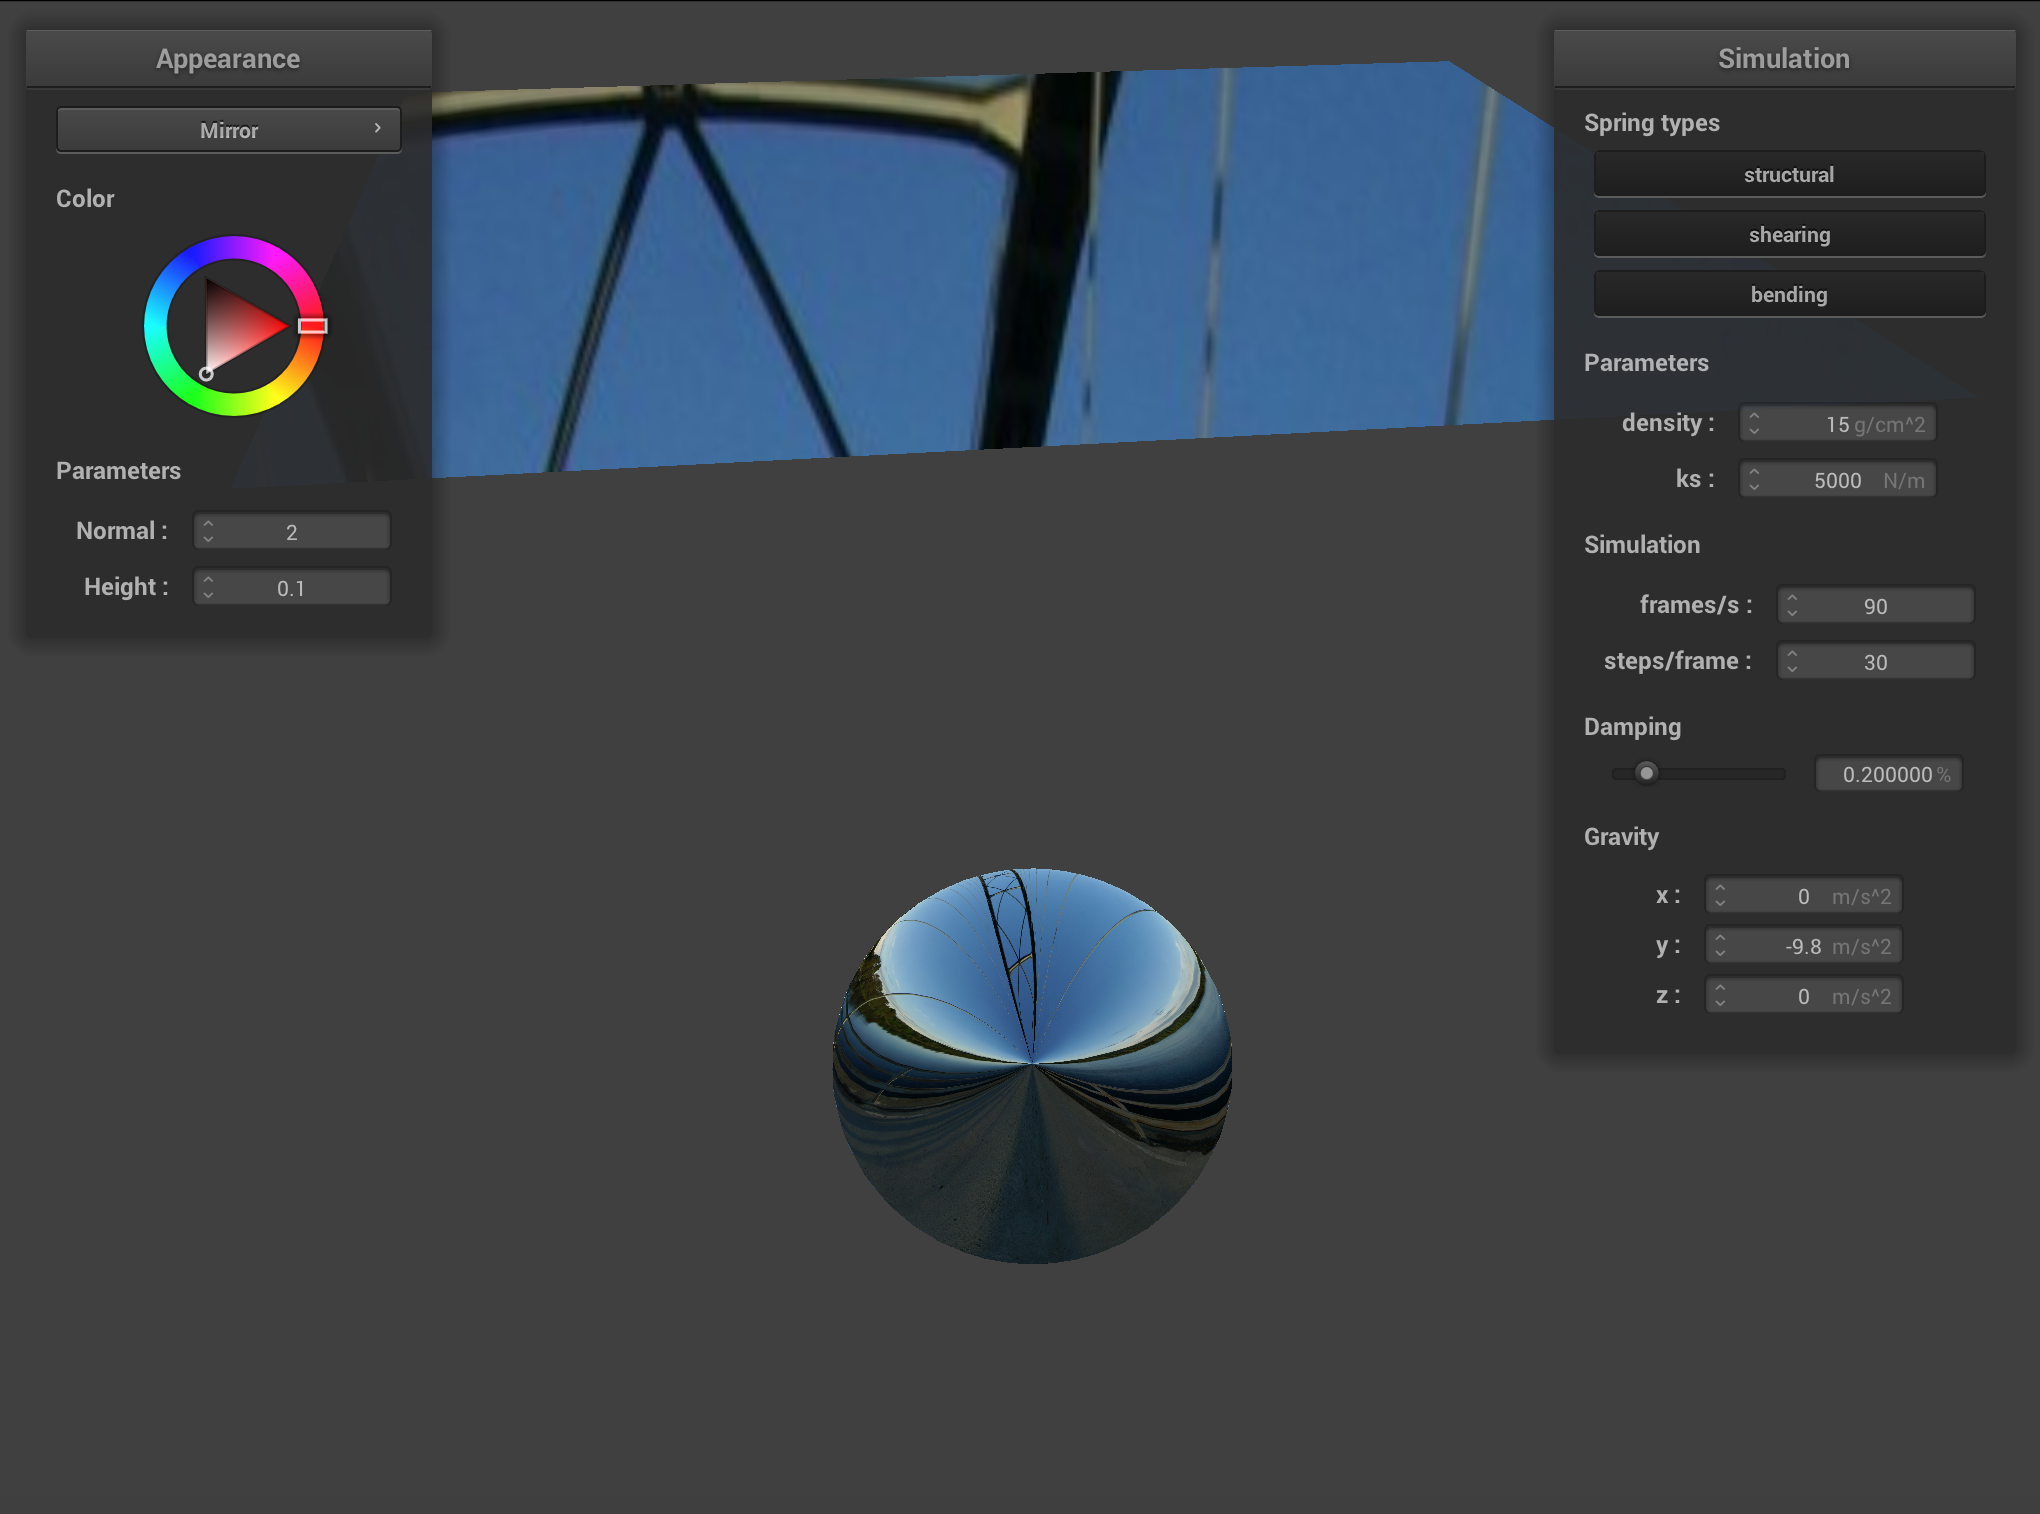 Appearance
Mirror
Color
Parameters
Normal : 2
Height : 0.1
Simulation
Spring types
structural
shearing
bending
Parameters
density : 15 g/cm^2
ks : 5000 N/m
Simulation
frames/s : 90
steps/frame : 30
Damping
0.200000 %
Gravity
x : 0 m/s^2
y : -9.8 m/s^2
z : 0 m/s^2